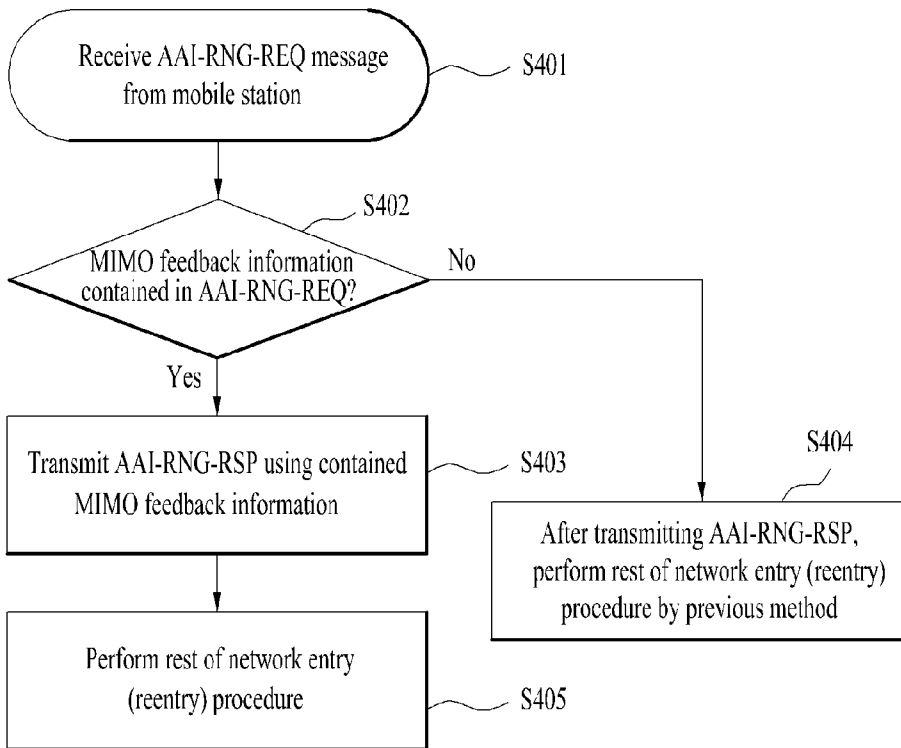 Receive AAI-RNG-REQ message
from mobile station
S401
S402
MIMO feedback information
contained in AAI-RNG-REQ?
No
Yes
Transmit AAI-RNG-RSP using contained
MIMO feedback information
S403
S404
After transmitting AAI-RNG-RSP,
perform rest of network entry (reentry)
procedure by previous method
Perform rest of network entry
(reentry) procedure
S405